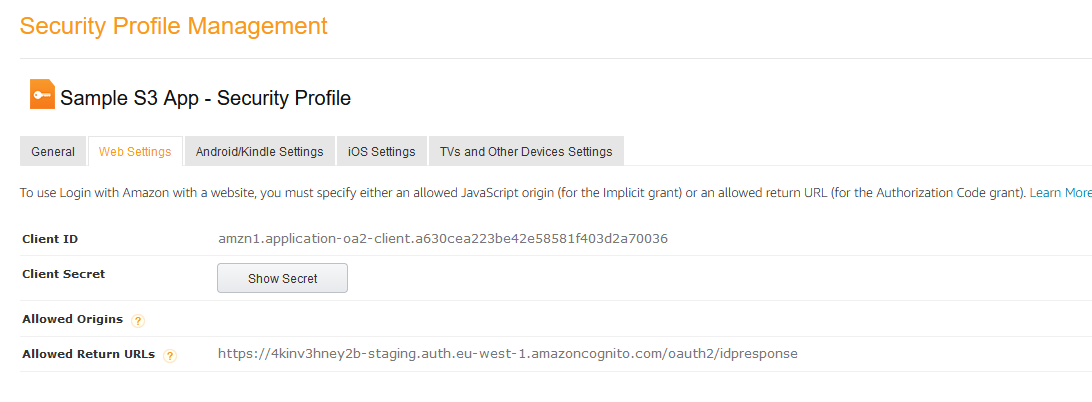 Security Profile Management
Sample S3 App - Security Profile
General Web Settings Android/Kindle Settings iOS Settings TVs and Other Devices Settings
To use Login with Amazon with a website, you must specify either an allowed JavaScript origin (for the Implicit grant) or an allowed return URL (for the Authorization Code grant). Learn More
Client ID amzn1.application-oa2-client.a630cea223be42e58581f403d2a70036
Client Secret Show Secret
Allowed Origins ?
Allowed Return URLs ? https://4kinv3hney2b-staging.auth.eu-west-1.amazoncognito.com/oauth2/idpresponse